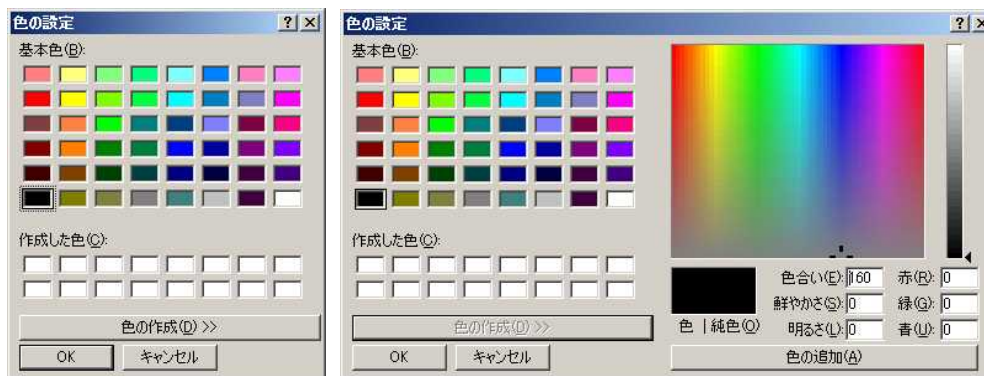 色の設定
基本色(B):
作成した色(C):
色の作成(D) >>
OK キャンセル
色の設定
基本色(B):
作成した色(C):
色の作成(D) >>
OK キャンセル
色合い(E): 160 赤(R): 0
鮮やかさ(S): 0 緑(G): 0
色 | 純色(O) 明るさ(L): 0 青(U): 0
色の追加(A)